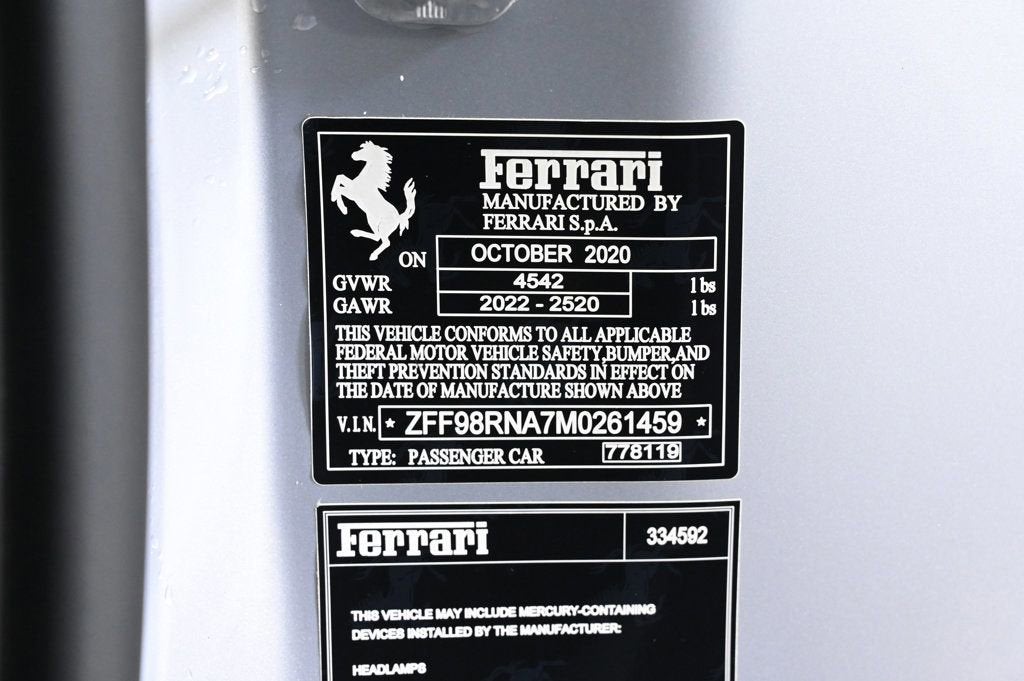 Ferrari
MANUFACTURED BY
FERRARI S.p.A.
ON OCTOBER 2020
GVWR 4542 lbs
GAWR 2022 - 2520 lbs
THIS VEHICLE CONFORMS TO ALL APPLICABLE
FEDERAL MOTOR VEHICLE SAFETY,BUMPER,AND
THEFT PREVENTION STANDARDS IN EFFECT ON
THE DATE OF MANUFACTURE SHOWN ABOVE
V.I.N. * ZFF98RNA7M0261459 *
TYPE: PASSENGER CAR 778119
Ferrari 334592
THIS VEHICLE MAY INCLUDE MERCURY-CONTAINING
DEVICES INSTALLED BY THE MANUFACTURER:
HEADLAMPS